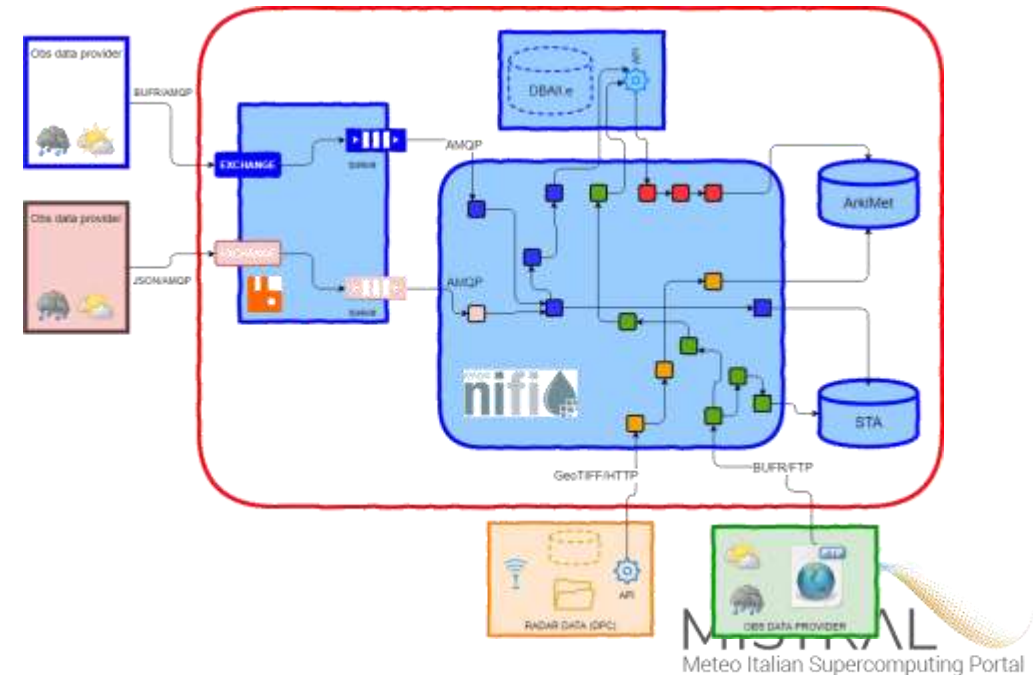 Obs data provider
BUFR/AMQP
EXCHANGE
AMQP
DBAll.e
API
ArkiMet
Obs data provider
JSON/AMQP
EXCHANGE
AMQP
nifi
STA
GeoTIFF/HTTP
BUFR/FTP
API
RADAR DATA (DPC)
OBS DATA PROVIDER
MISTRAL
Meteo Italian Supercomputing Portal